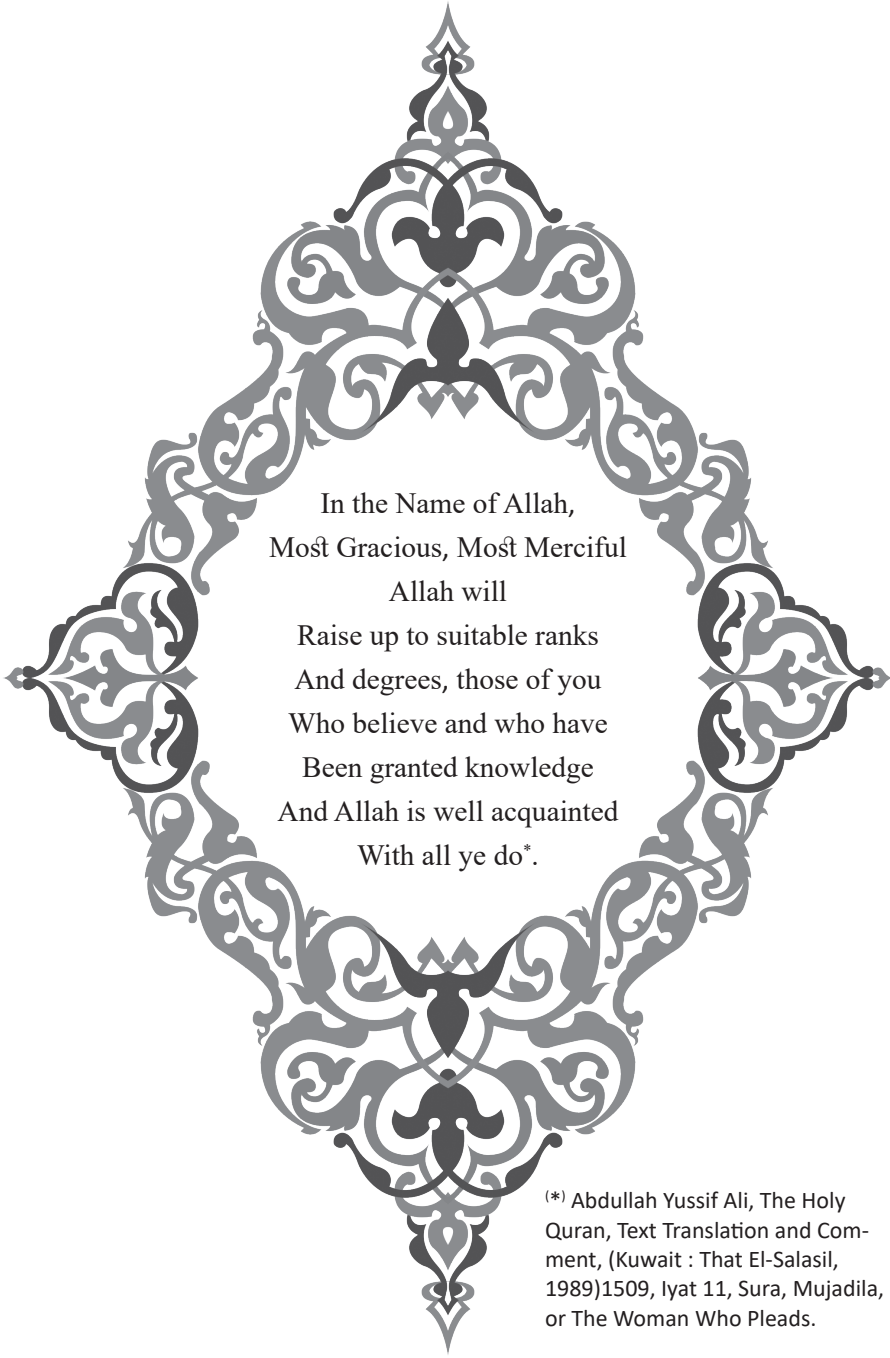 In the Name of Allah,
Most Gracious, Most Merciful
Allah will
Raise up to suitable ranks
And degrees, those of you
Who believe and who have
Been granted knowledge
And Allah is well acquainted
With all ye do*.
(*) Abdullah Yussif Ali, The Holy
Quran, Text Translation and Com-
ment, (Kuwait : That El-Salasil,
1989)1509, Iyat 11, Sura, Mujadila,
or The Woman Who Pleads.